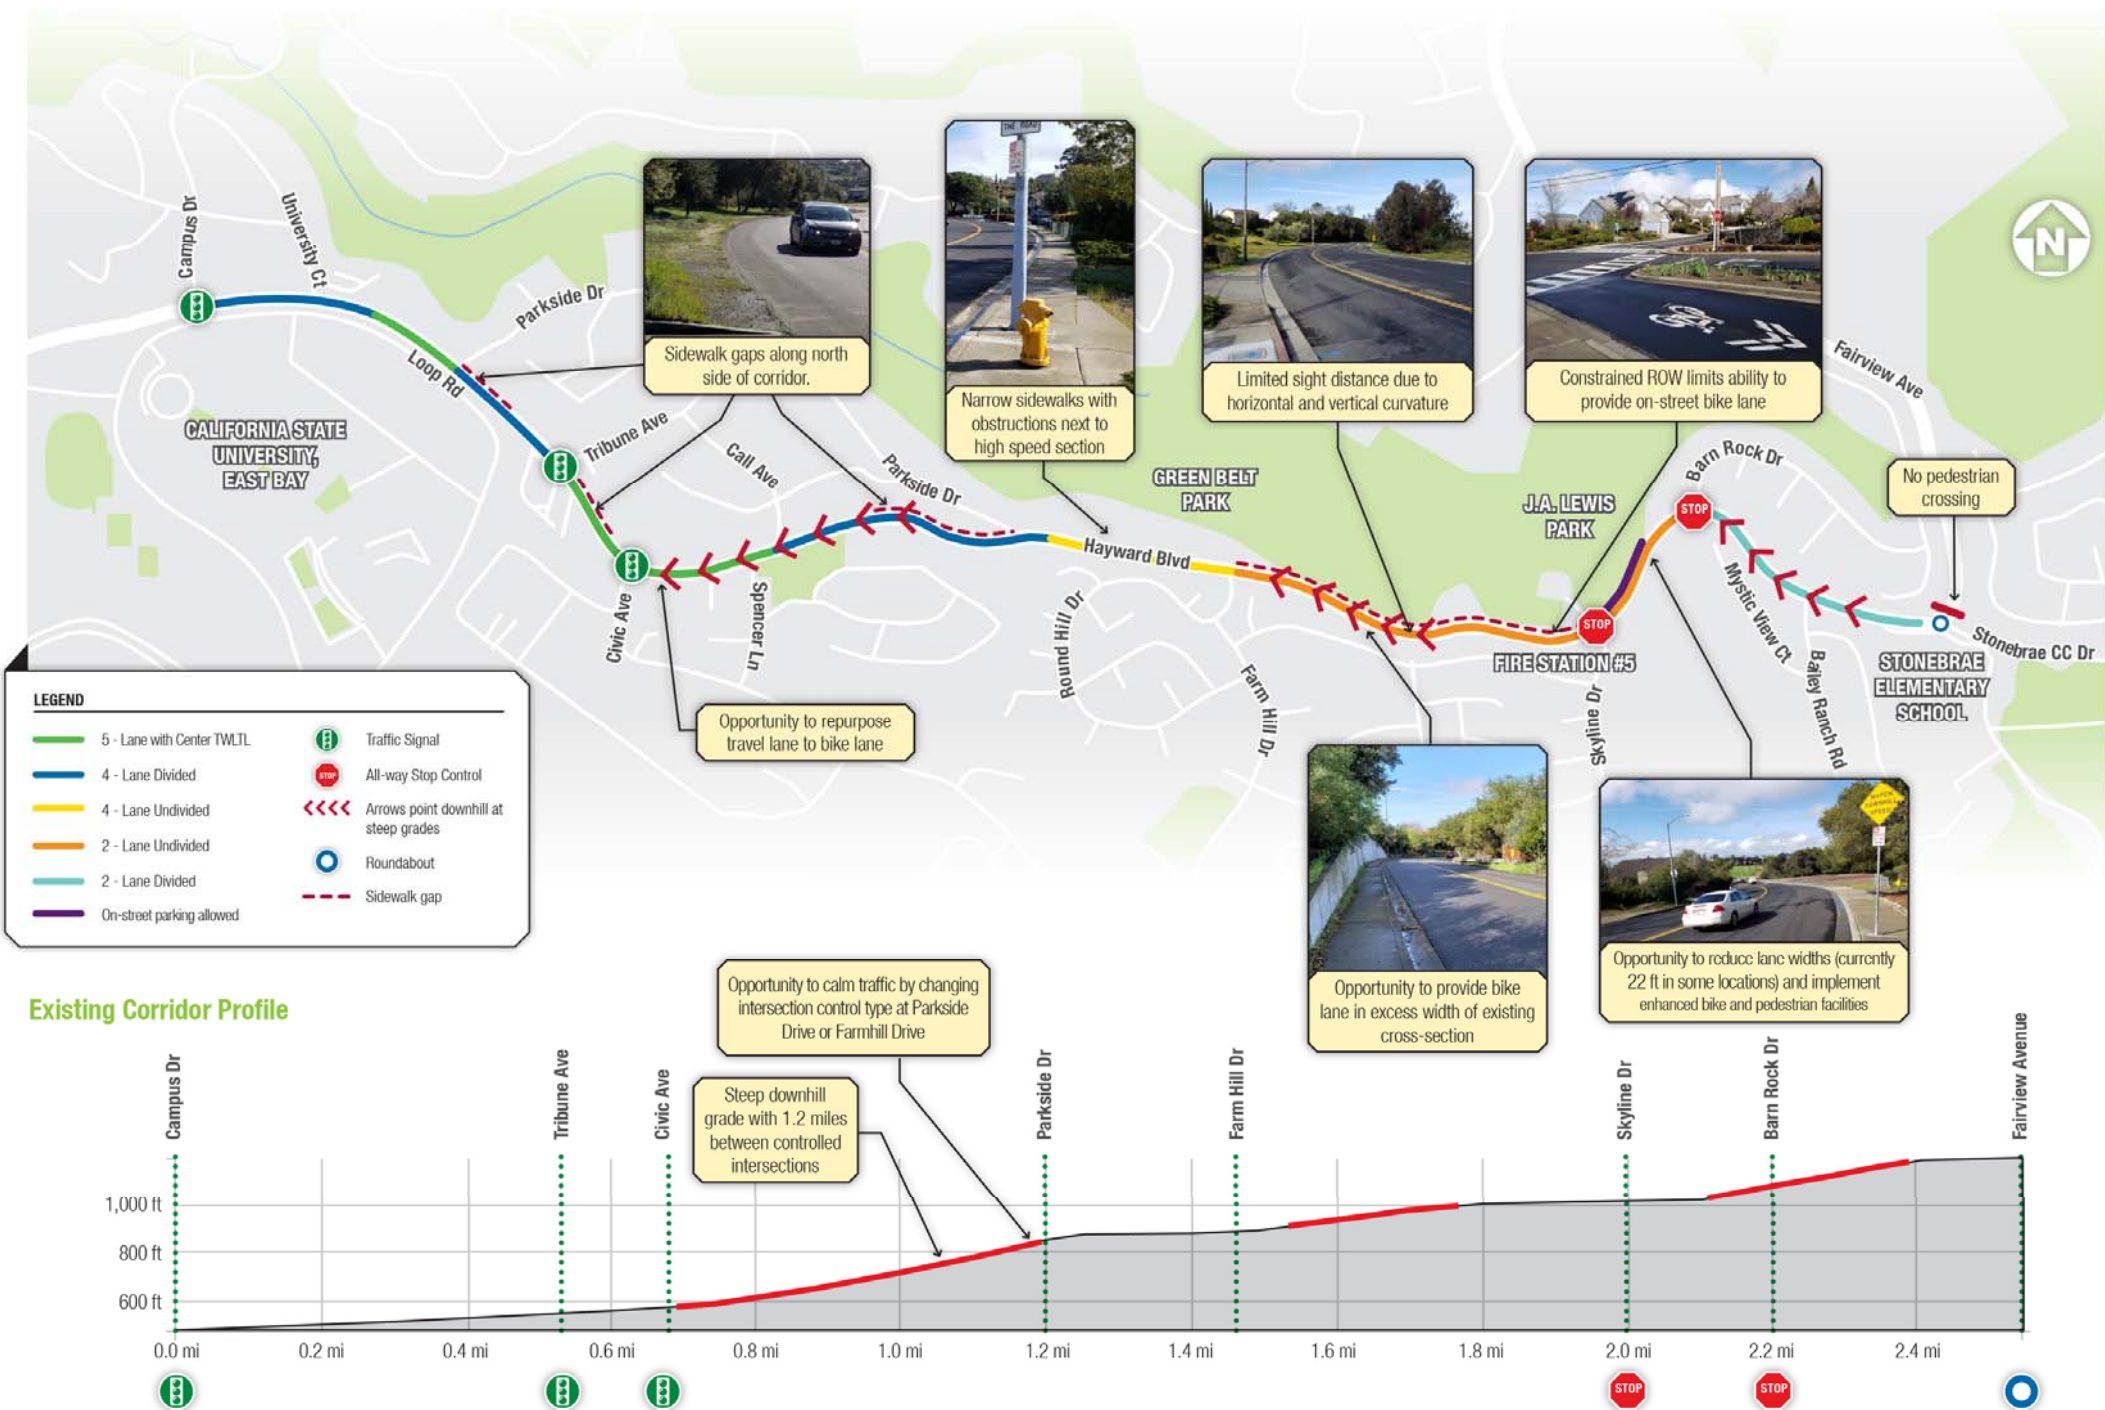 Campus Dr
University Ct
Parkside Dr
Loop Rd
CALIFORNIA STATE
UNIVERSITY,
EAST BAY
Tribune Ave
Call Ave
Parkside Dr
Civic Ave
Spencer Ln
Sidewalk gaps along north
side of corridor.
THE ROAD
Narrow sidewalks with
obstructions next to
high speed section
Limited sight distance due to
horizontal and vertical curvature
Constrained ROW limits ability to
provide on-street bike lane
GREEN BELT
PARK
J.A. LEWIS
PARK
Hayward Blvd
Round Hill Dr
Farm Hill Dr
STOP
FIRE STATION #5
Skyline Dr
STOP
Barn Rock Dr
Mystic View Ct
Bailey Ranch Rd
Fairview Ave
No pedestrian
crossing
Stonebrae CC Dr
STONEBRAE
ELEMENTARY
SCHOOL
N
Opportunity to repurpose
travel lane to bike lane
Opportunity to provide bike
lane in excess width of existing
cross-section
Opportunity to reduce lane widths (currently
22 ft in some locations) and implement
enhanced bike and pedestrian facilities
LEGEND
5 - Lane with Center TWLTL
4 - Lane Divided
4 - Lane Undivided
2 - Lane Undivided
2 - Lane Divided
On-street parking allowed
Traffic Signal
STOP
All-way Stop Control
Arrows point downhill at
steep grades
Roundabout
Sidewalk gap
Existing Corridor Profile
Opportunity to calm traffic by changing
intersection control type at Parkside
Drive or Farmhill Drive
Steep downhill
grade with 1.2 miles
between controlled
intersections
Campus Dr
Tribune Ave
Civic Ave
Parkside Dr
Farm Hill Dr
Skyline Dr
Barn Rock Dr
Fairview Avenue
1,000 ft
800 ft
600 ft
0.0 mi
0.2 mi
0.4 mi
0.6 mi
0.8 mi
1.0 mi
1.2 mi
1.4 mi
1.6 mi
1.8 mi
2.0 mi
2.2 mi
2.4 mi
STOP
STOP